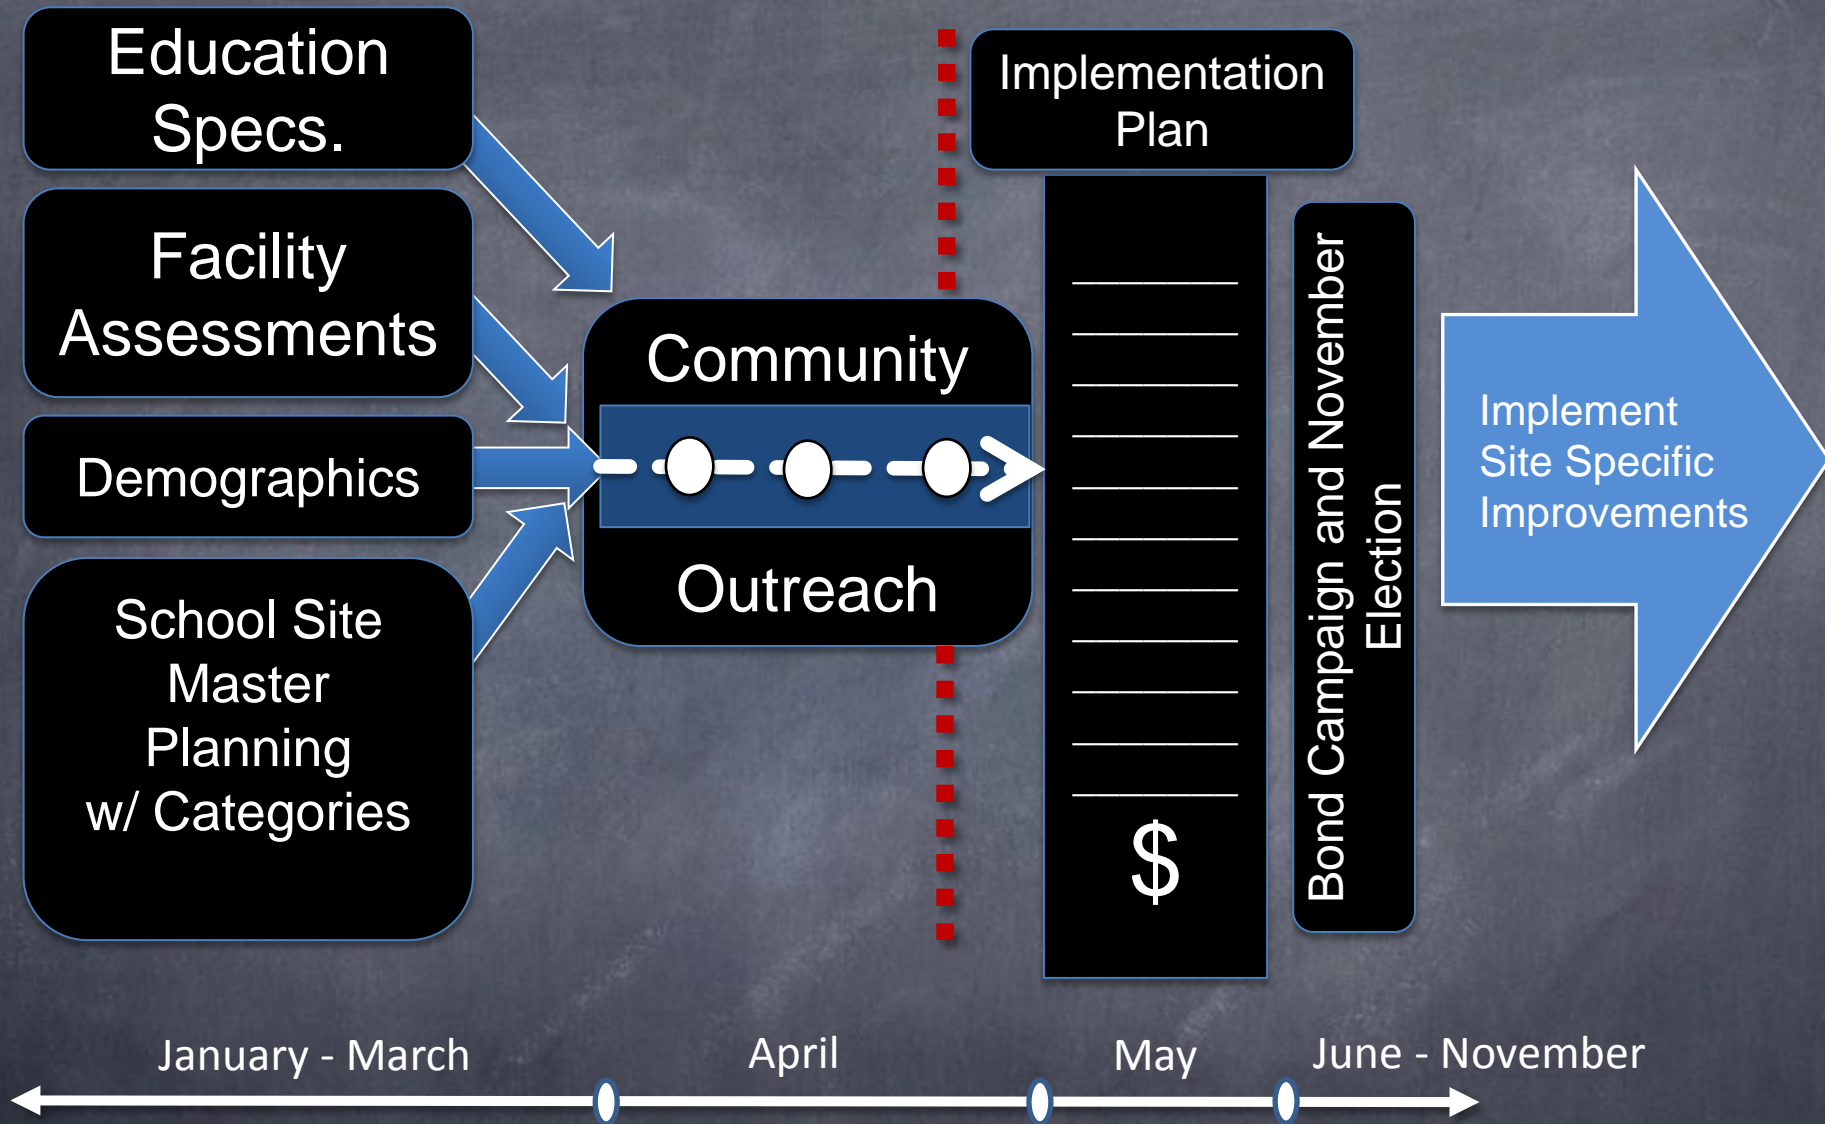 Education
Specs.
Facility
Assessments
Demographics
School Site
Master
Planning
w/ Categories
Community
Outreach
Implementation
Plan
$
Bond Campaign and November
Election
Implement
Site Specific
Improvements
January - March
April
May
June - November